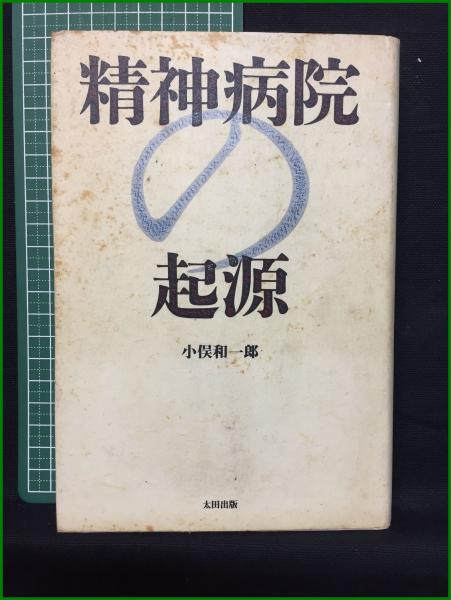 精神病院
の
起源
小俣和一郎
太田出版